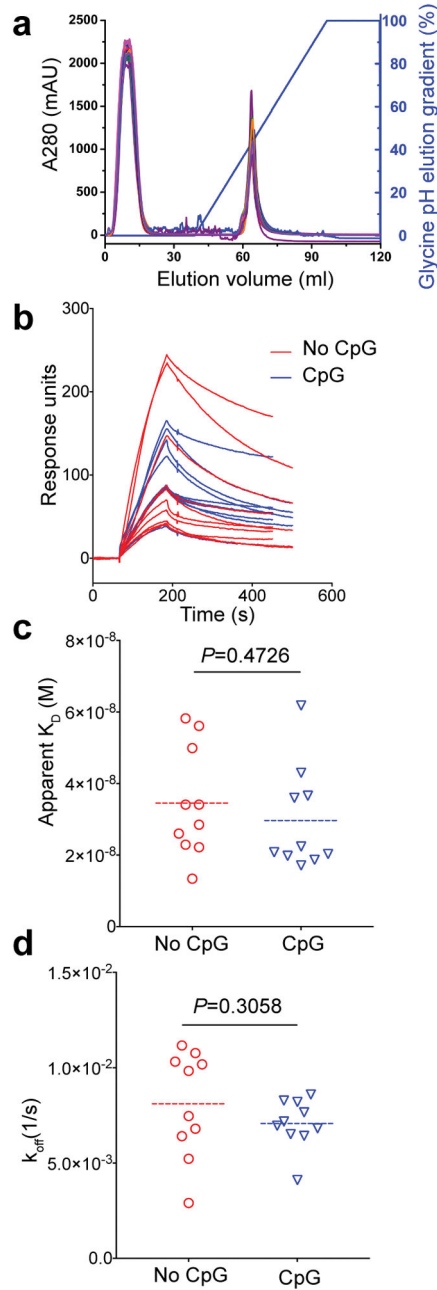 a
A280 (mAU)
2500
2000
1500
1000
500
0
0 30 60 90 120
Elution volume (ml)
100
80
60
40
20
0
Glycine pH elution gradient (%)
b
Response units
300
200
100
0
No CpG
CpG
0 200 400 600
Time (s)
c
Apparent K_D (M)
8×10⁻⁸
6×10⁻⁸
4×10⁻⁸
2×10⁻⁸
0
P=0.4726
No CpG CpG
d
k_off(1/s)
1.5×10⁻²
1.0×10⁻²
5.0×10⁻³
0.0
P=0.3058
No CpG CpG